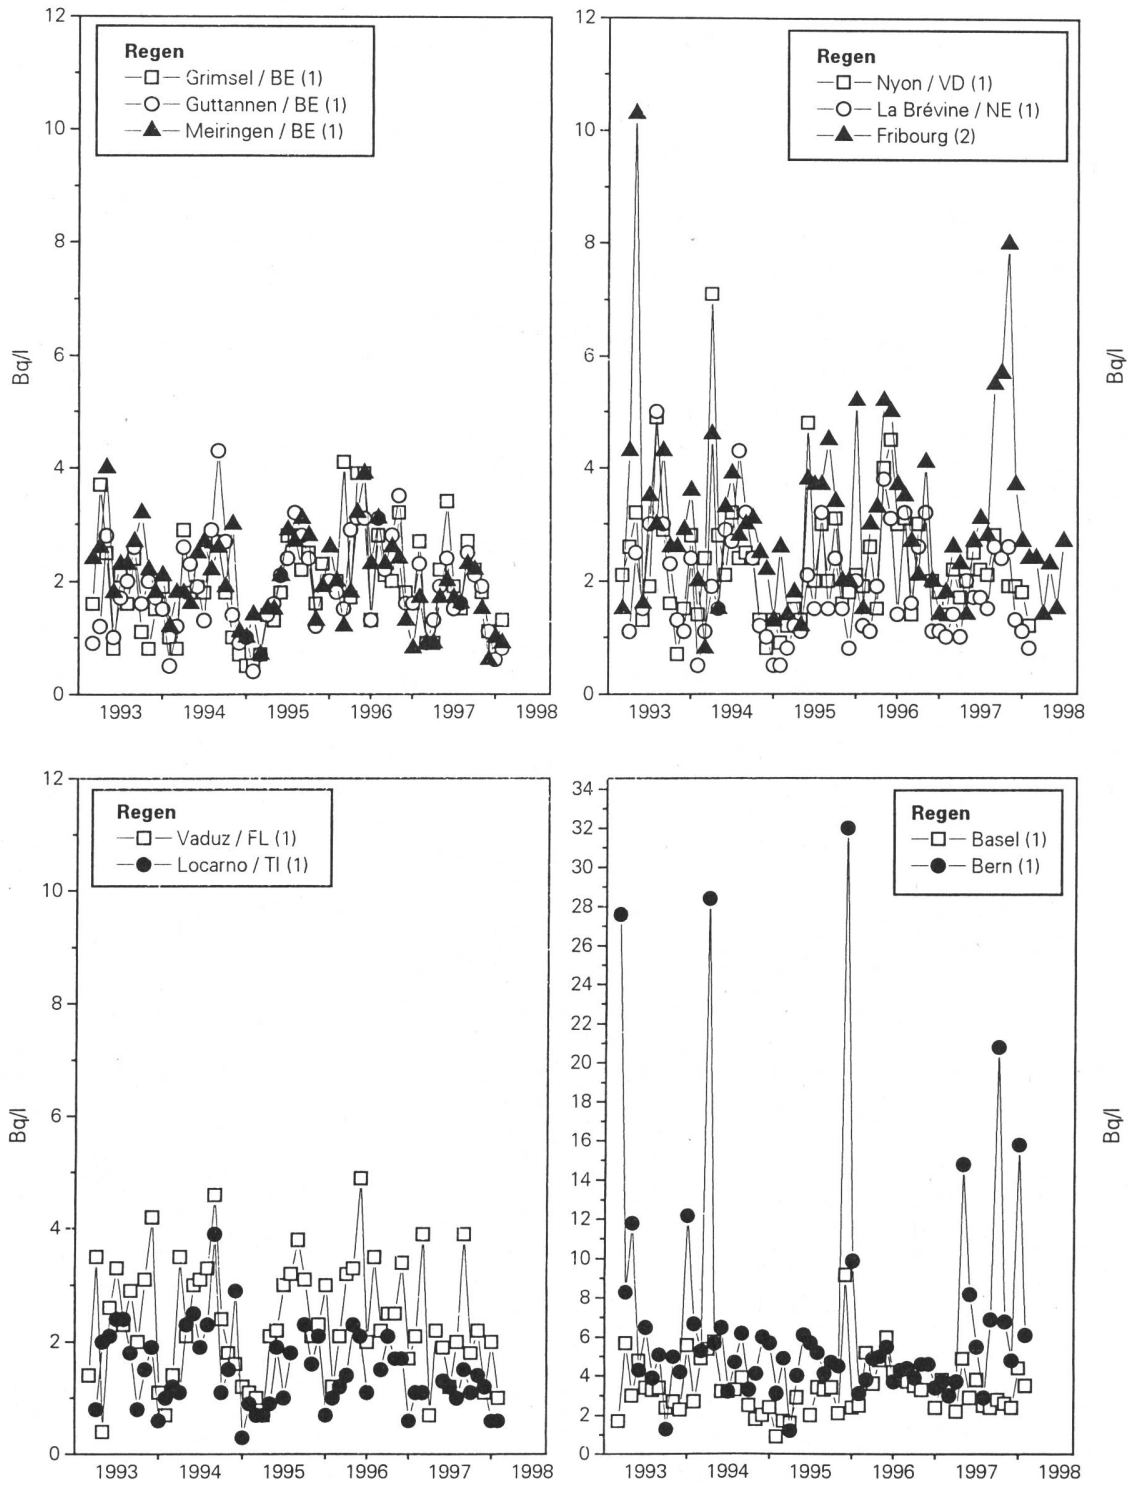 Regen
Grimsel / BE (1)
Guttannen / BE (1)
Meiringen / BE (1)
12
10
8
6
4
2
0
Bq/l
1993 1994 1995 1996 1997 1998
Regen
Nyon / VD (1)
La Brévine / NE (1)
Fribourg (2)
12
10
8
6
4
2
0
Bq/l
1993 1994 1995 1996 1997 1998
Regen
Vaduz / FL (1)
Locarno / TI (1)
12
10
8
6
4
2
0
Bq/l
1993 1994 1995 1996 1997 1998
Regen
Basel (1)
Bern (1)
34
32
30
28
26
24
22
20
18
16
14
12
10
8
6
4
2
0
Bq/l
1993 1994 1995 1996 1997 1998